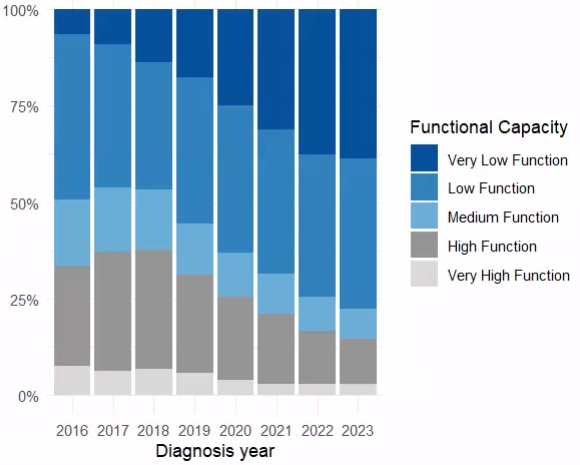 100%
75%
50%
25%
0%
2016 2017 2018 2019 2020 2021 2022 2023
Diagnosis year
Functional Capacity
Very Low Function
Low Function
Medium Function
High Function
Very High Function